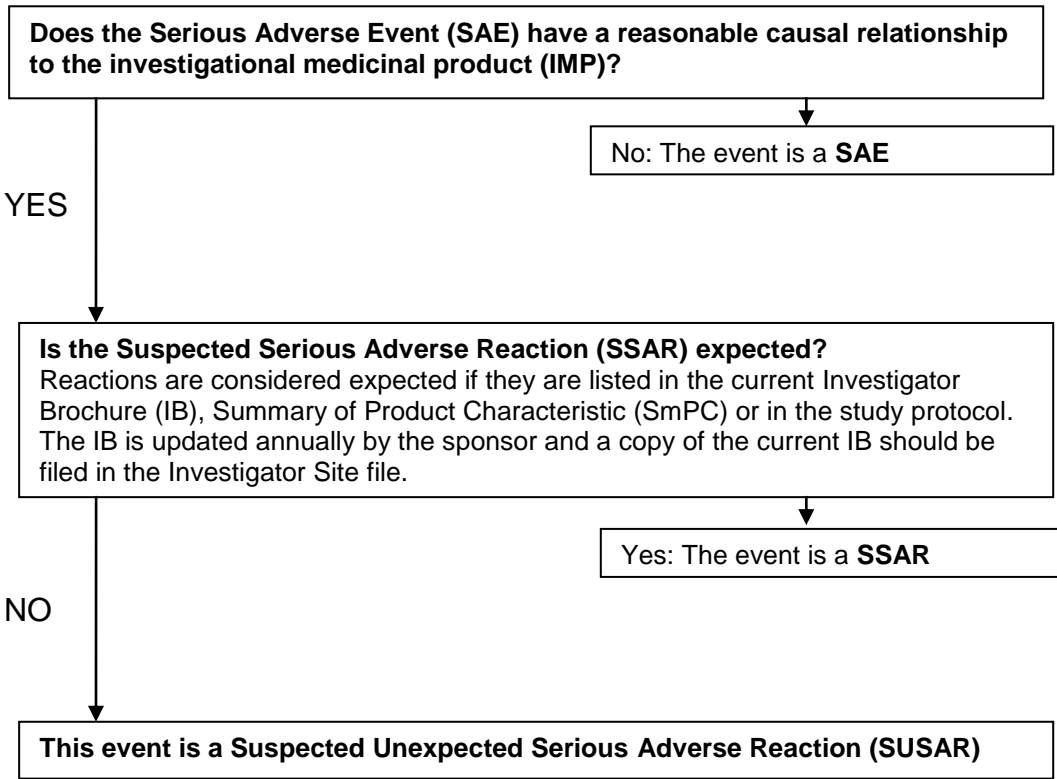 Does the Serious Adverse Event (SAE) have a reasonable causal relationship
to the investigational medicinal product (IMP)?
No: The event is a SAE
YES
Is the Suspected Serious Adverse Reaction (SSAR) expected?
Reactions are considered expected if they are listed in the current Investigator
Brochure (IB), Summary of Product Characteristic (SmPC) or in the study protocol.
The IB is updated annually by the sponsor and a copy of the current IB should be
filed in the Investigator Site file.
Yes: The event is a SSAR
NO
This event is a Suspected Unexpected Serious Adverse Reaction (SUSAR)